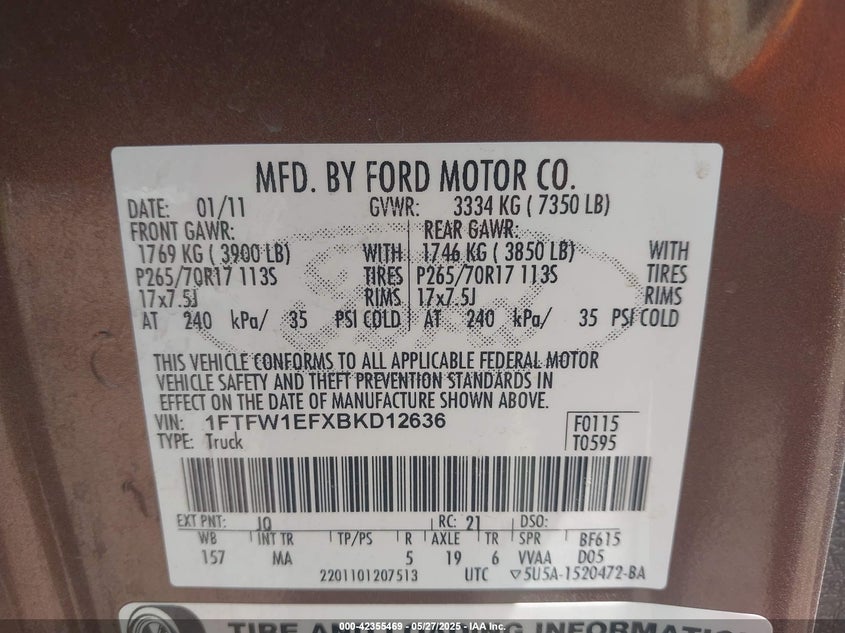 MFD. BY FORD MOTOR CO.
DATE: 01/11 GVWR: 3334 KG ( 7350 LB)
FRONT GAWR: REAR GAWR:
1769 KG ( 3900 LB) WITH 1746 KG ( 3850 LB) WITH
P265/70R17 113S TIRES P265/70R17 113S TIRES
17x7.5J RIMS 17x7.5J RIMS
AT 240 kPa/ 35 PSI COLD AT 240 kPa/ 35 PSI COLD
THIS VEHICLE CONFORMS TO ALL APPLICABLE FEDERAL MOTOR
VEHICLE SAFETY AND THEFT PREVENTION STANDARDS IN
EFFECT ON THE DATE OF MANUFACTURE SHOWN ABOVE.
VIN: 1FTFW1EFXBKD12636 F0115
TYPE: Truck T0595
EXT PNT: JQ RC: 21 DSO:
WB INT TR TP/PS R AXLE TR SPR BF615
157 MA 5 19 6 VVAA D05
2201101207513 UTC ▽5U5A-1520472-BA
TIRE AND LOADING INFORMATION
000-42355469 - 05/27/2025 - IAA Inc.